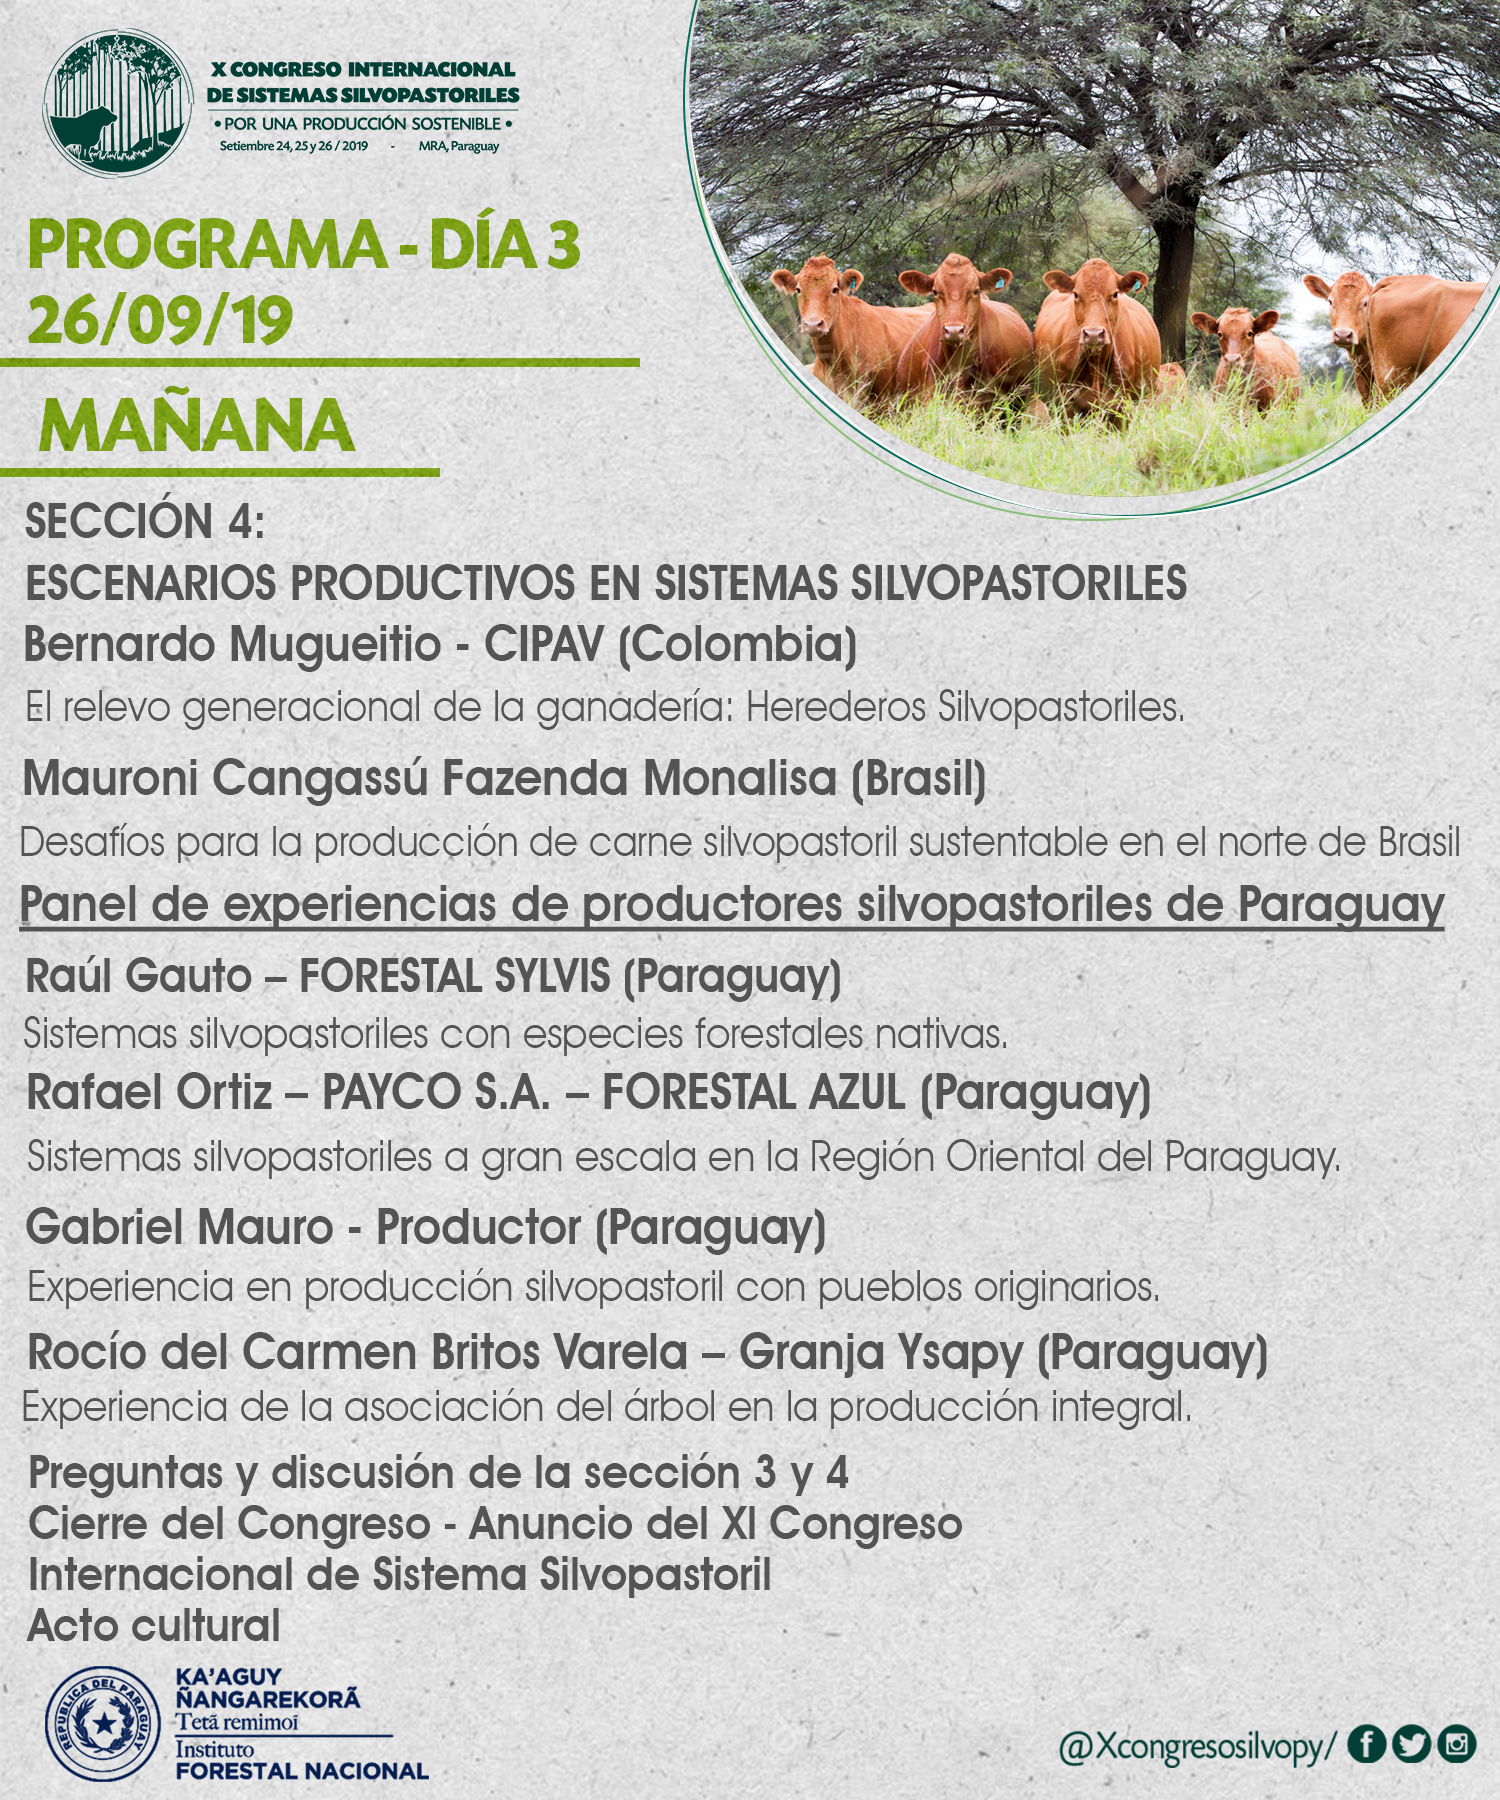 X CONGRESO INTERNACIONAL
DE SISTEMAS SILVOPASTORILES
• POR UNA PRODUCCIÓN SOSTENIBLE •
Setiembre 24, 25 y 26 / 2019 - MRA, Paraguay
PROGRAMA - DÍA 3
26/09/19
MAÑANA
SECCIÓN 4:
ESCENARIOS PRODUCTIVOS EN SISTEMAS SILVOPASTORILES
Bernardo Mugueitio - CIPAV (Colombia)
El relevo generacional de la ganadería: Herederos Silvopastoriles.
Mauroni Cangassú Fazenda Monalisa (Brasil)
Desafíos para la producción de carne silvopastoril sustentable en el norte de Brasil
Panel de experiencias de productores silvopastoriles de Paraguay
Raúl Gauto – FORESTAL SYLVIS (Paraguay)
Sistemas silvopastoriles con especies forestales nativas.
Rafael Ortiz – PAYCO S.A. – FORESTAL AZUL (Paraguay)
Sistemas silvopastoriles a gran escala en la Región Oriental del Paraguay.
Gabriel Mauro - Productor (Paraguay)
Experiencia en producción silvopastoril con pueblos originarios.
Rocío del Carmen Britos Varela – Granja Ysapy (Paraguay)
Experiencia de la asociación del árbol en la producción integral.
Preguntas y discusión de la sección 3 y 4
Cierre del Congreso - Anuncio del XI Congreso
Internacional de Sistema Silvopastoril
Acto cultural
REPUBLICA DEL PARAGUAY
KA'AGUY
ÑANGAREKORÃ
Tetã remimoĩ
Instituto
FORESTAL NACIONAL
@Xcongresosilvopy/